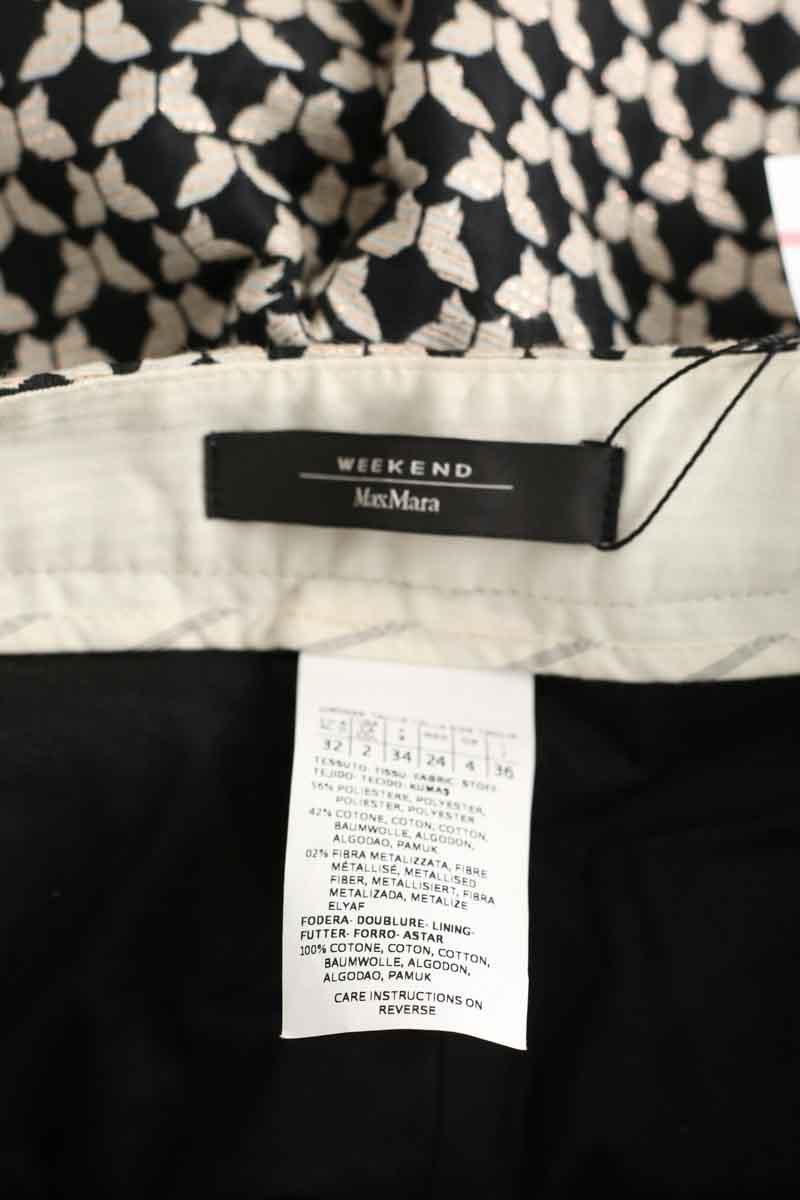 WEEKEND
MaxMara
32 2 34 24 4 36
TESSUTO- TISSU- FABRIC- STOFF-
TEJIDO- TECIDO- KUMAS
56% POLIESTERE, POLYESTER,
POLIESTER, POLYESTER
42% COTONE, COTON, COTTON,
BAUMWOLLE, ALGODON,
ALGODAO, PAMUK
02% FIBRA METALIZZATA, FIBRE
MÉTALLISÉ, METALLISED
FIBER, METALLISIERT, FIBRA
METALIZADA, METALIZE
ELYAF
FODERA- DOUBLURE- LINING-
FUTTER- FORRO- ASTAR
100% COTONE, COTON, COTTON,
BAUMWOLLE, ALGODON,
ALGODAO, PAMUK
CARE INSTRUCTIONS ON
REVERSE